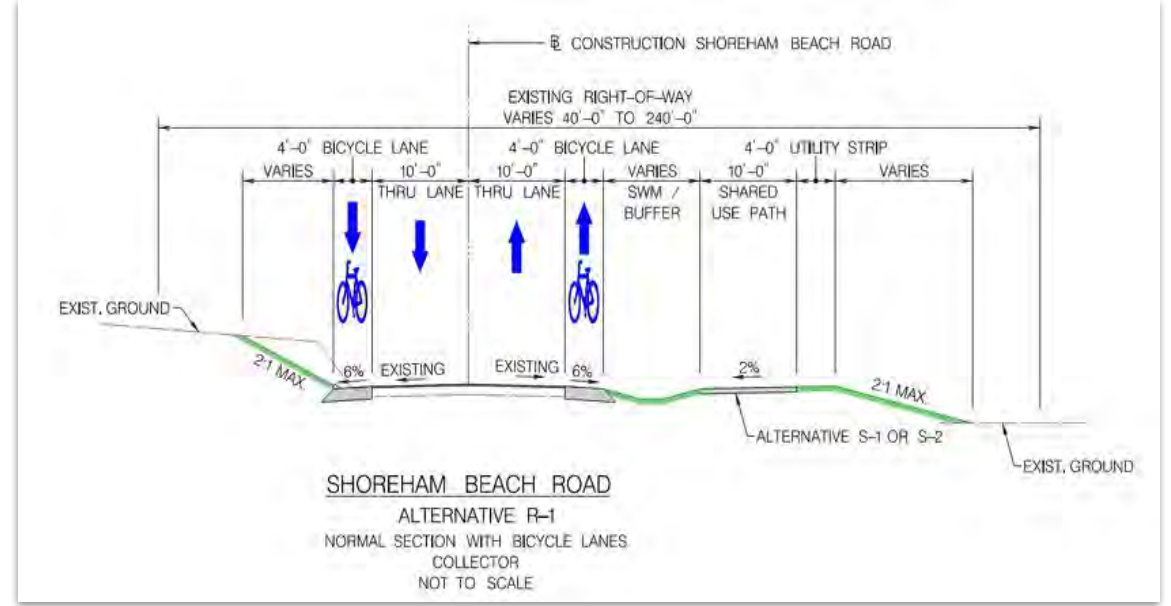 ℄ CONSTRUCTION SHOREHAM BEACH ROAD
EXISTING RIGHT-OF-WAY
VARIES 40'-0" TO 240'-0"
4'-0" BICYCLE LANE
4'-0" BICYCLE LANE
4'-0" UTILITY STRIP
VARIES
10'-0"
10'-0"
VARIES
10'-0"
VARIES
THRU LANE
THRU LANE
SWM /
BUFFER
SHARED
USE PATH
EXIST. GROUND
2:1 MAX.
6%
EXISTING
EXISTING
6%
2%
2:1 MAX.
ALTERNATIVE S-1 OR S-2
EXIST. GROUND
SHOREHAM BEACH ROAD
ALTERNATIVE R-1
NORMAL SECTION WITH BICYCLE LANES
COLLECTOR
NOT TO SCALE